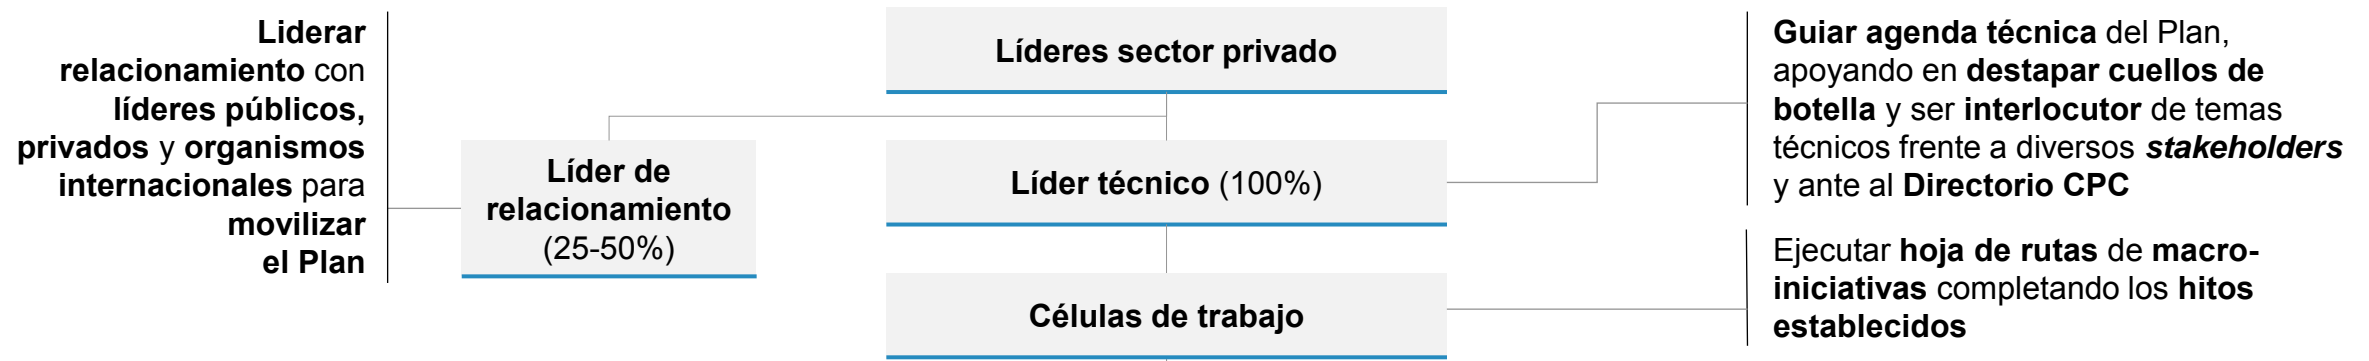 Liderar
relacionamiento con
líderes públicos,
privados y organismos
internacionales para
movilizar
el Plan
Líderes sector privado
Líder de
relacionamiento
(25-50%)
Líder técnico (100%)
Células de trabajo
Guiar agenda técnica del Plan,
apoyando en destapar cuellos de
botella y ser interlocutor de temas
técnicos frente a diversos stakeholders
y ante al Directorio CPC
Ejecutar hoja de rutas de macro-
iniciativas completando los hitos
establecidos